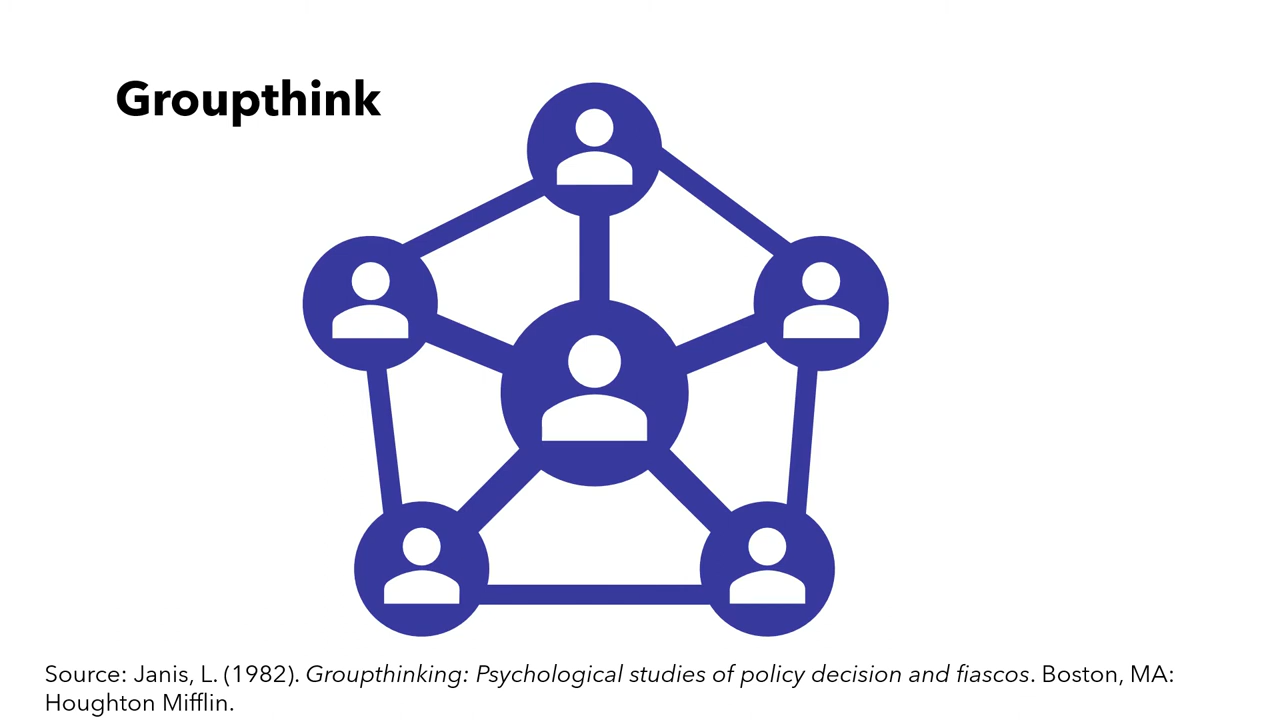 Groupthink
Source: Janis, L. (1982). Groupthinking: Psychological studies of policy decision and fiascos. Boston, MA:
Houghton Mifflin.